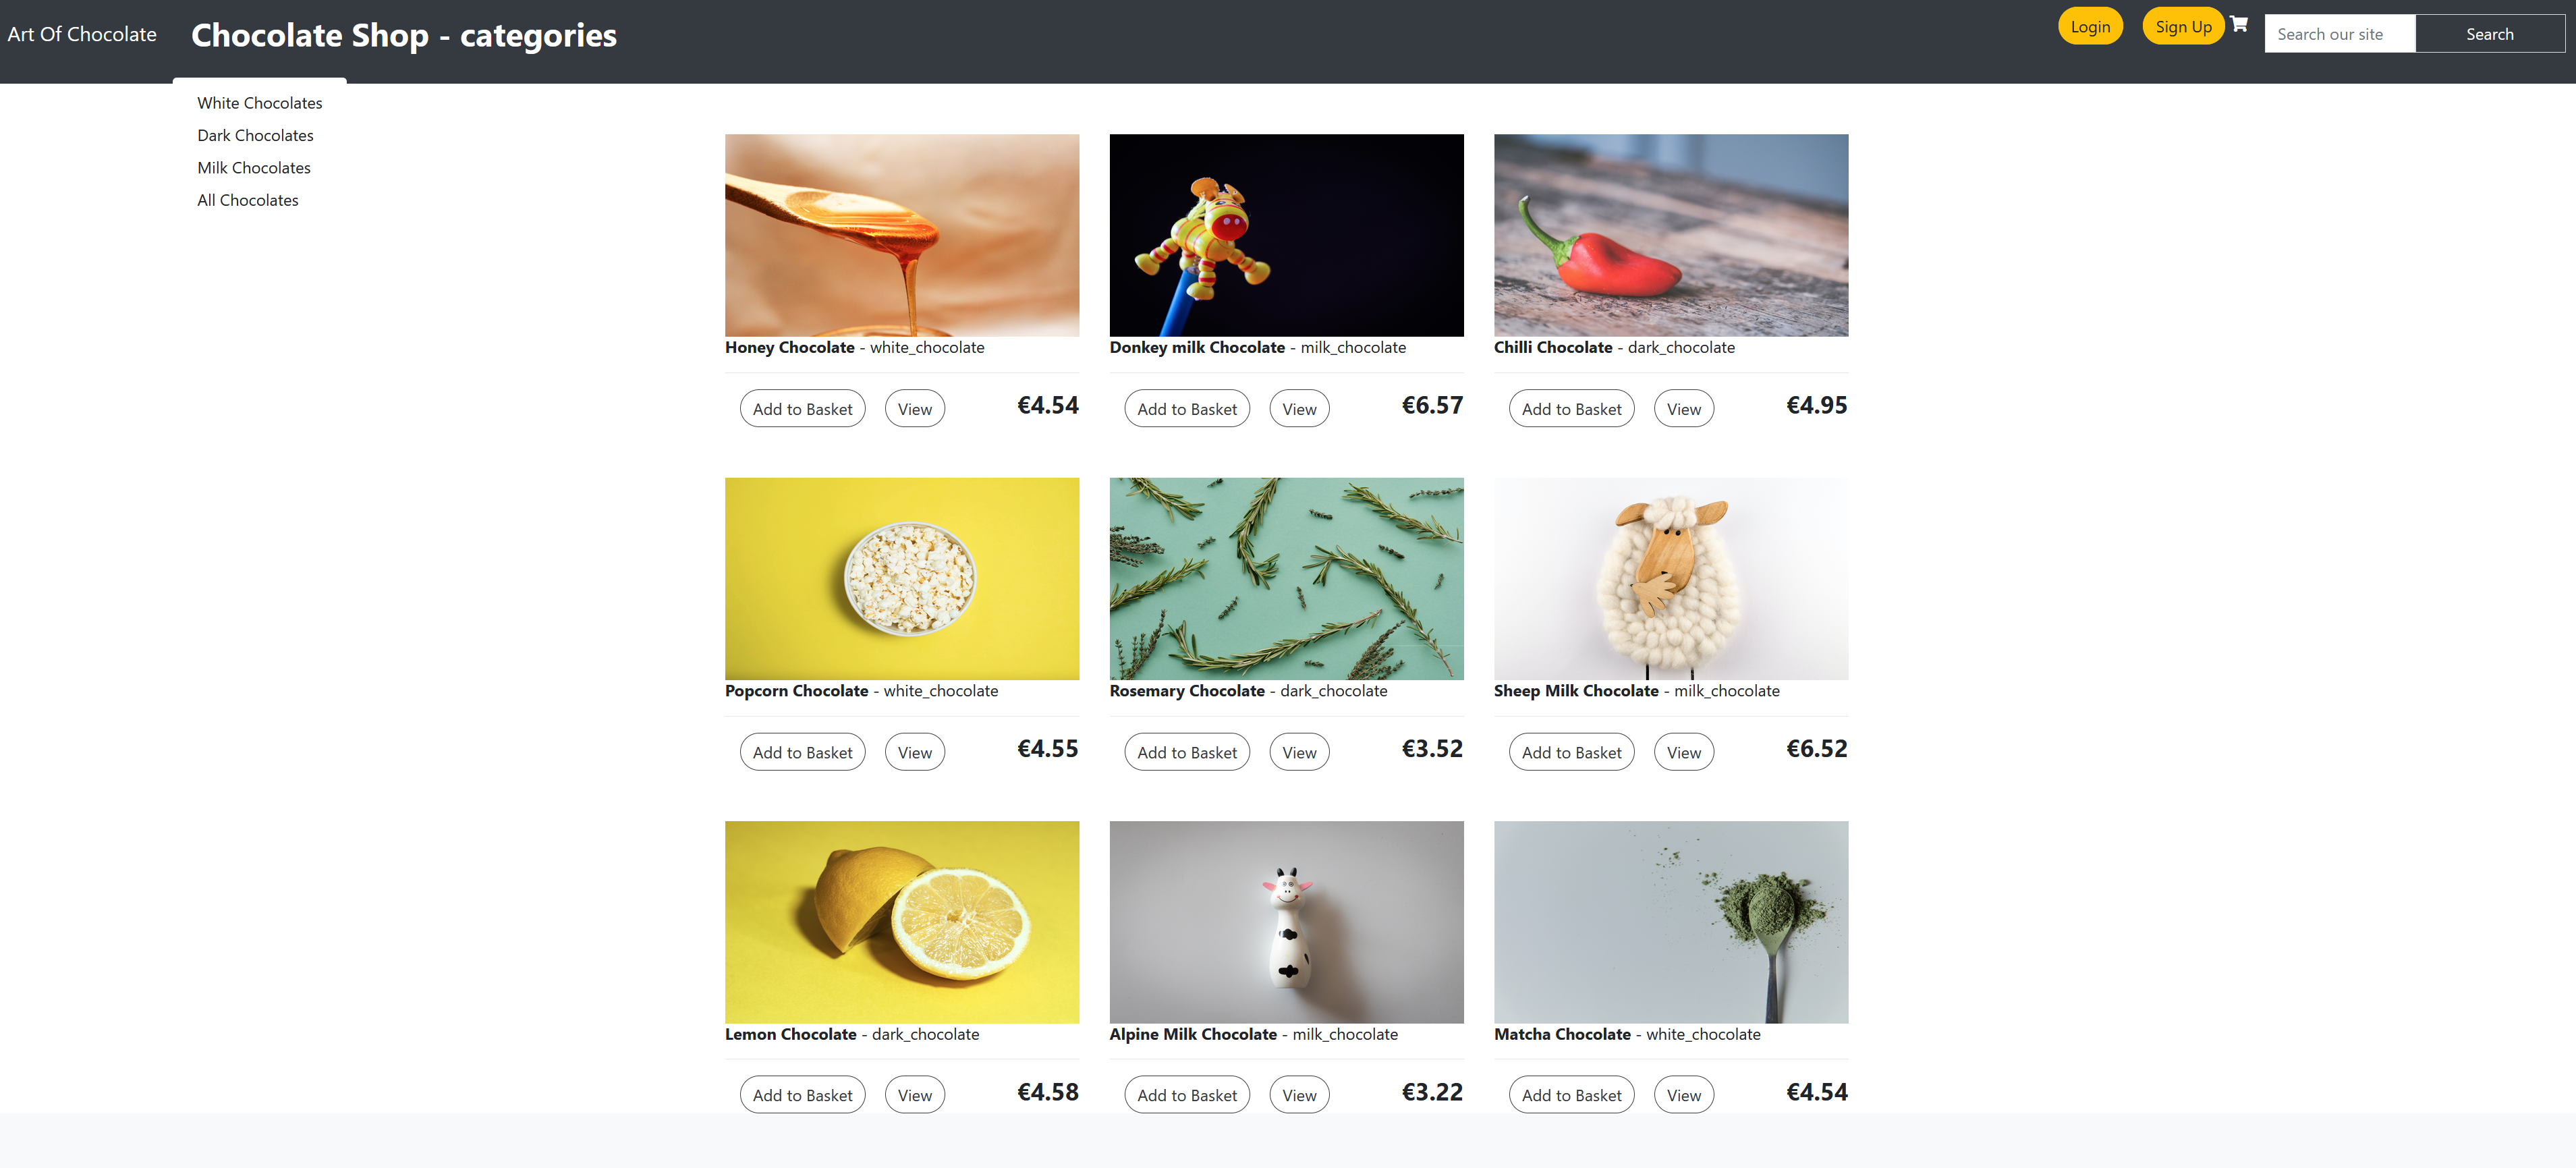 Art Of Chocolate
Chocolate Shop - categories
Login
Sign Up
Search our site
Search
White Chocolates
Dark Chocolates
Milk Chocolates
All Chocolates
Honey Chocolate - white_chocolate
Add to Basket
View
€4.54
Donkey milk Chocolate - milk_chocolate
Add to Basket
View
€6.57
Chilli Chocolate - dark_chocolate
Add to Basket
View
€4.95
Popcorn Chocolate - white_chocolate
Add to Basket
View
€4.55
Rosemary Chocolate - dark_chocolate
Add to Basket
View
€3.52
Sheep Milk Chocolate - milk_chocolate
Add to Basket
View
€6.52
Lemon Chocolate - dark_chocolate
Add to Basket
View
€4.58
Alpine Milk Chocolate - milk_chocolate
Add to Basket
View
€3.22
Matcha Chocolate - white_chocolate
Add to Basket
View
€4.54